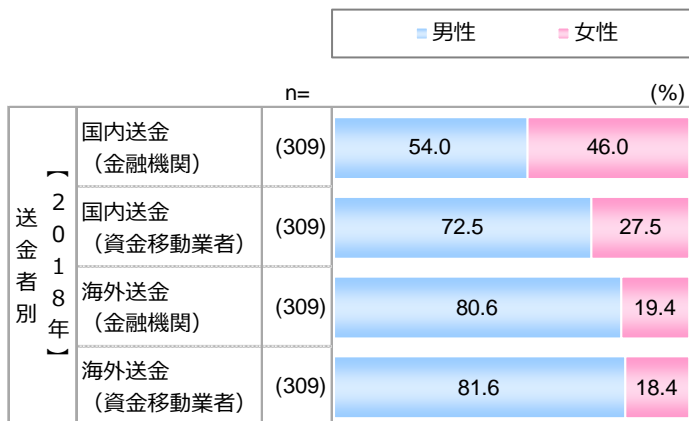 男性 女性
n= (%)
送金者別
【2018年】
国内送金
（金融機関）
(309) 54.0 46.0
国内送金
（資金移動業者）
(309) 72.5 27.5
海外送金
（金融機関）
(309) 80.6 19.4
海外送金
（資金移動業者）
(309) 81.6 18.4